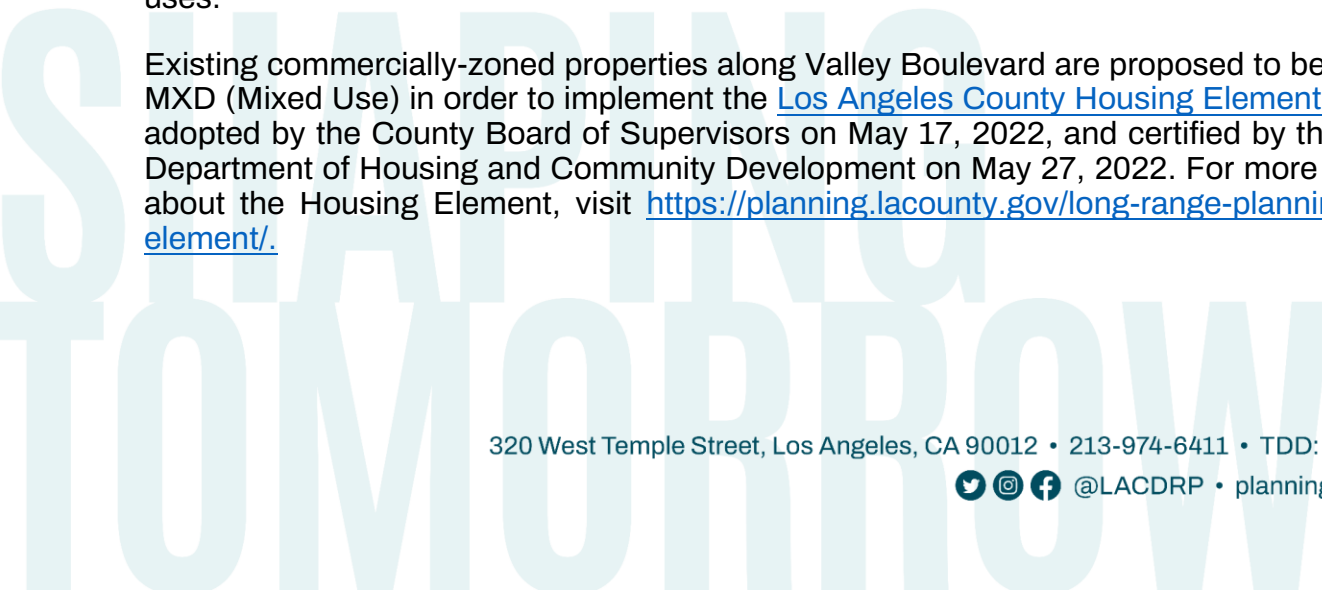 uses.
Existing commercially-zoned properties along Valley Boulevard are proposed to be
MXD (Mixed Use) in order to implement the Los Angeles County Housing Element
adopted by the County Board of Supervisors on May 17, 2022, and certified by th
Department of Housing and Community Development on May 27, 2022. For more
about the Housing Element, visit https://planning.lacounty.gov/long-range-plannin
element/.
SHAPING
TOMORROW
320 West Temple Street, Los Angeles, CA 90012 • 213-974-6411 • TDD:
@LACDRP • planning